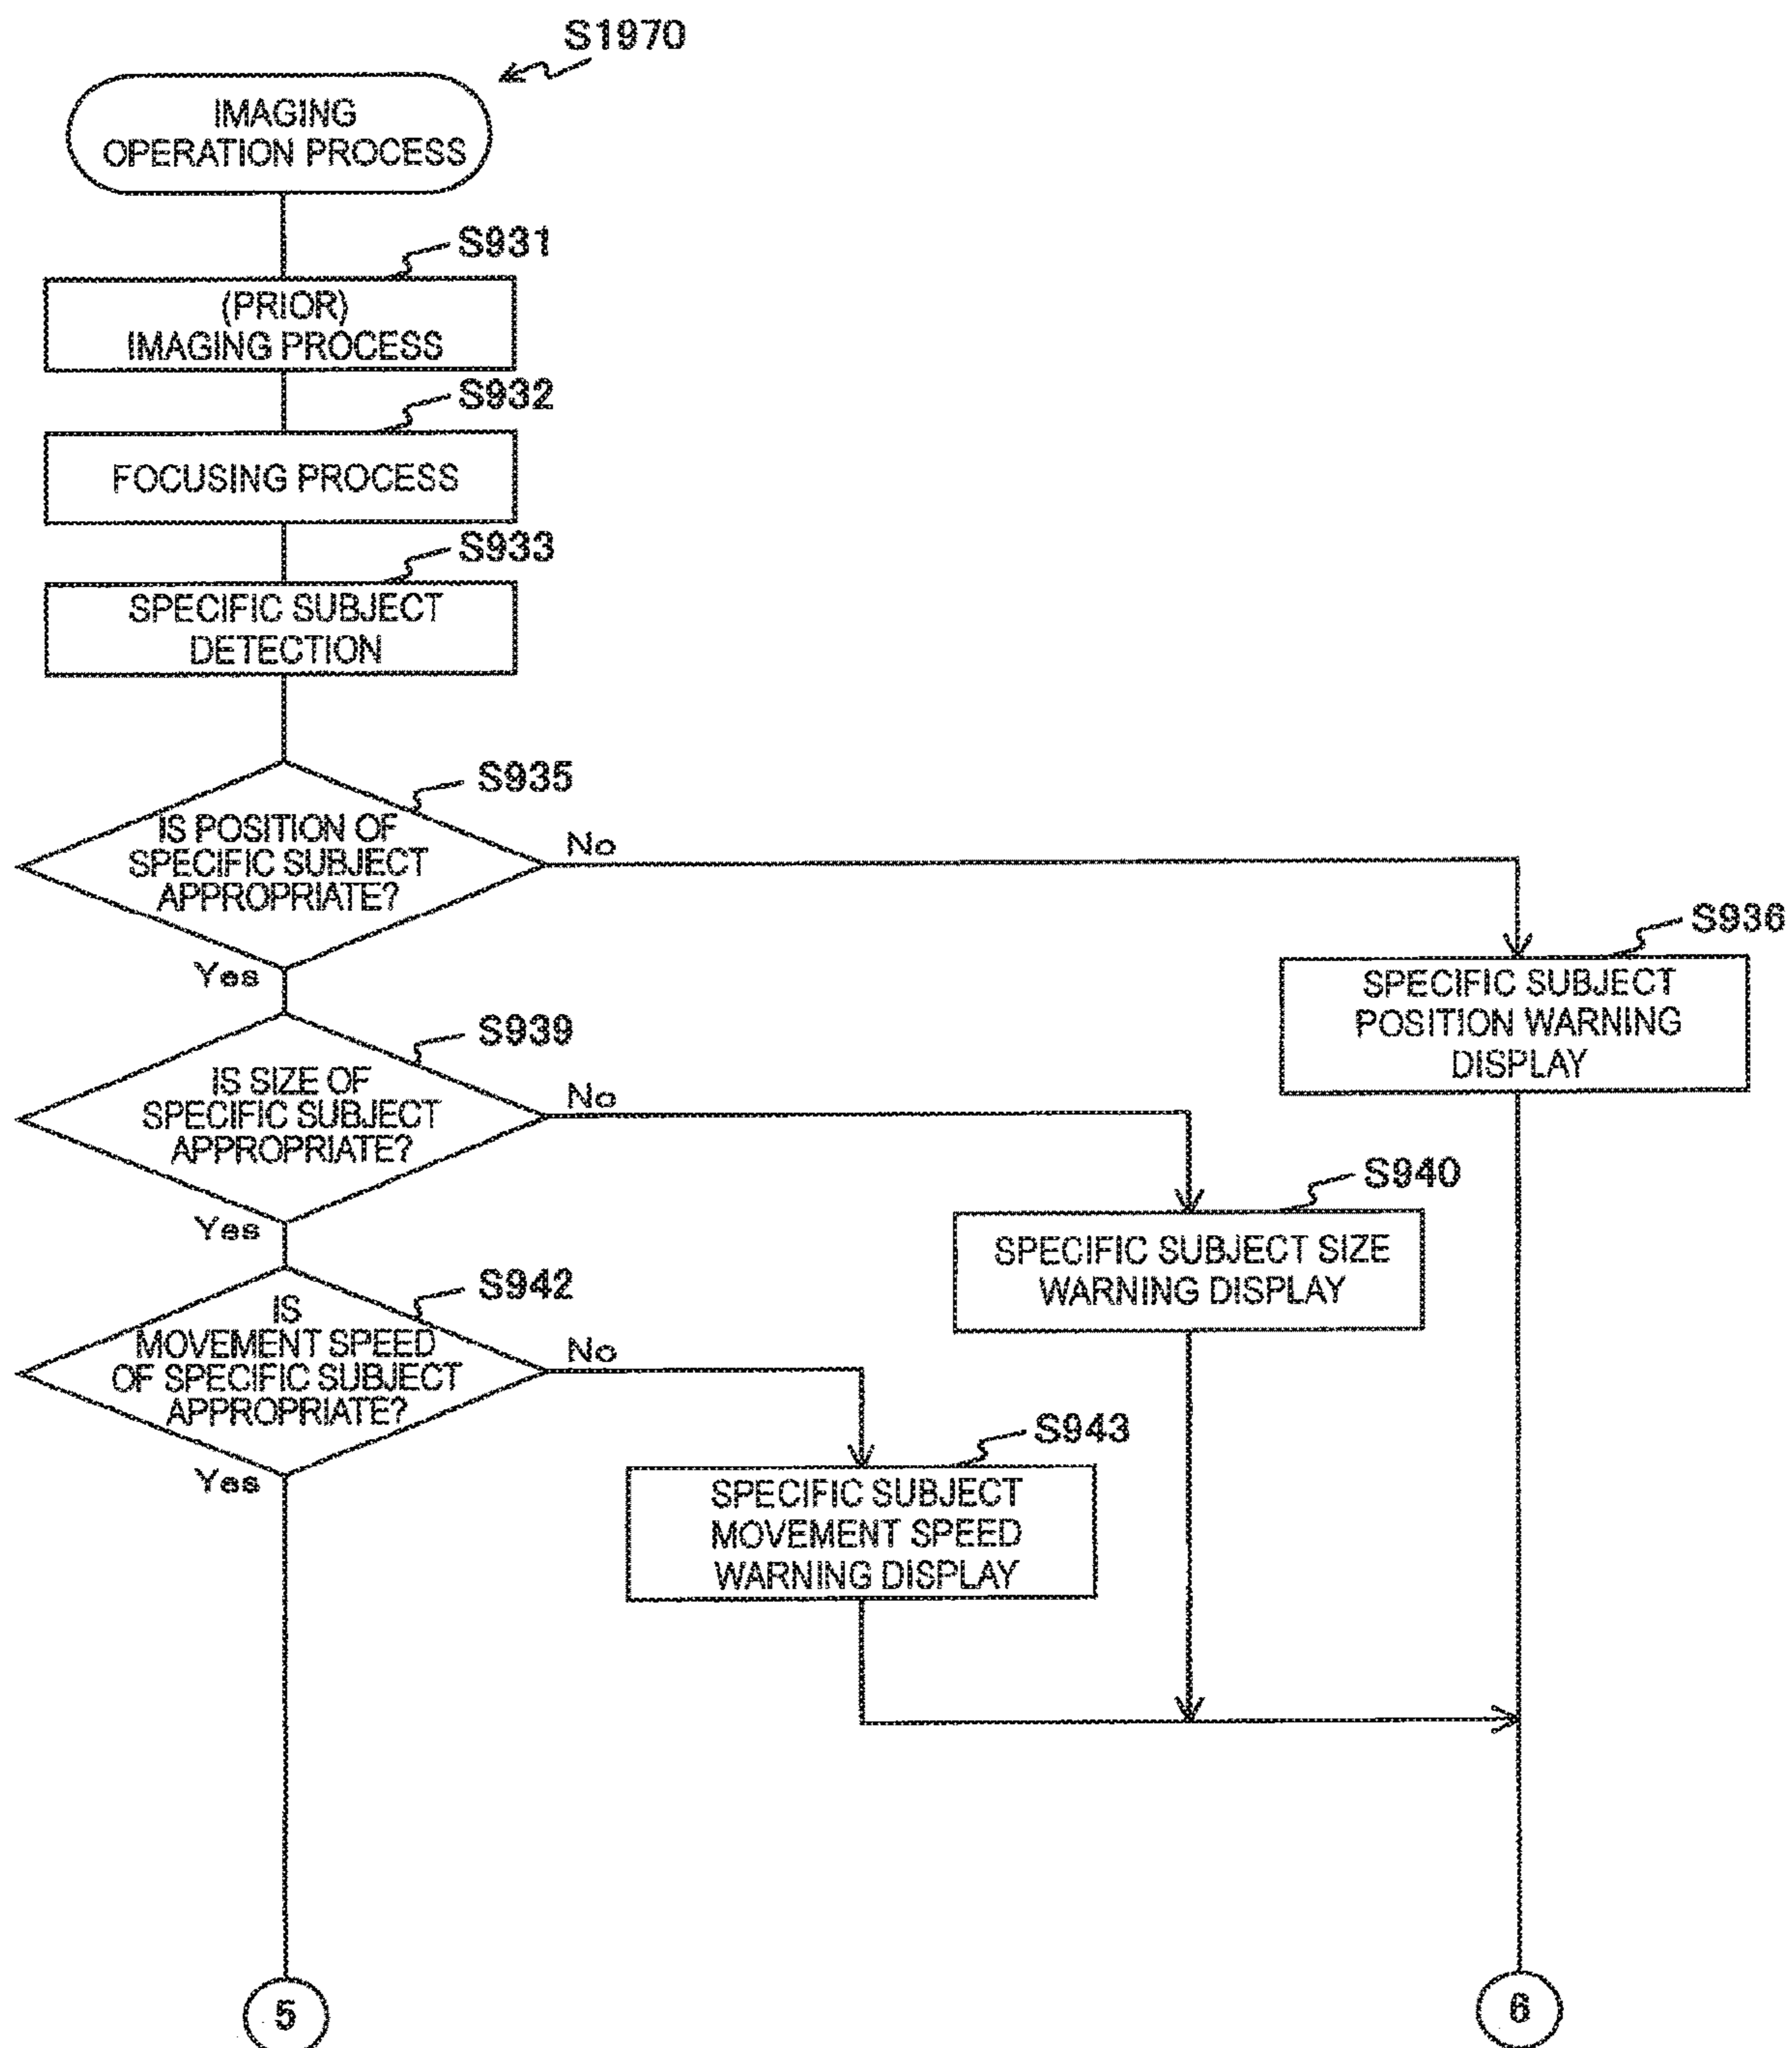 S1970
IMAGING
OPERATION PROCESS
S931
(PRIOR)
IMAGING PROCESS
S932
FOCUSING PROCESS
S933
SPECIFIC SUBJECT
DETECTION
S935
IS POSITION OF
SPECIFIC SUBJECT
APPROPRIATE?
No
Yes
S936
SPECIFIC SUBJECT
POSITION WARNING
DISPLAY
S939
IS SIZE OF
SPECIFIC SUBJECT
APPROPRIATE?
No
Yes
S940
SPECIFIC SUBJECT SIZE
WARNING DISPLAY
S942
IS
MOVEMENT SPEED
OF SPECIFIC SUBJECT
APPROPRIATE?
No
Yes
S943
SPECIFIC SUBJECT
MOVEMENT SPEED
WARNING DISPLAY
5
6